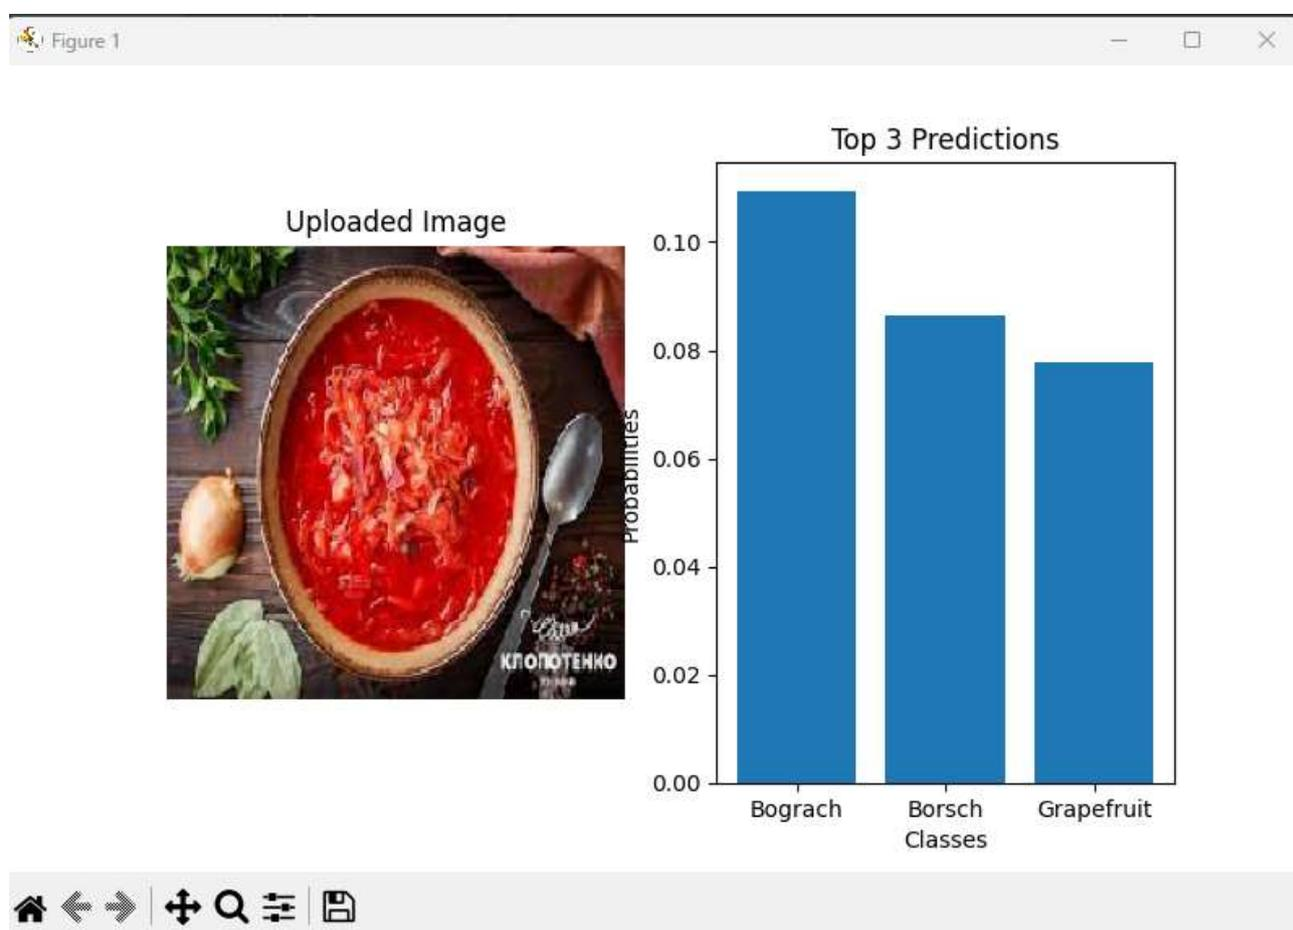 Figure 1
Uploaded Image
КЛОПОТЕНКО
Top 3 Predictions
Probabilities
0.10
0.08
0.06
0.04
0.02
0.00
Bograch
Borsch
Grapefruit
Classes